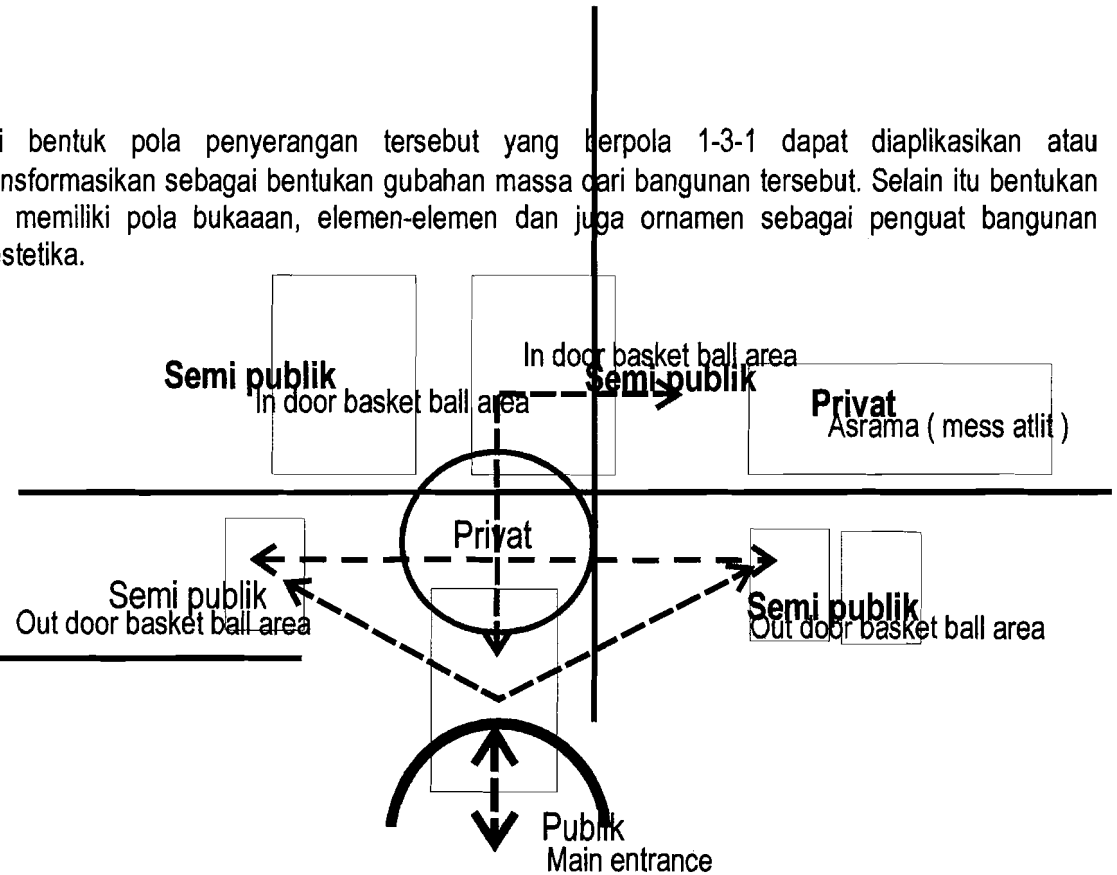 i bentuk pola penyerangan tersebut yang berpola 1-3-1 dapat diaplikasikan atau
nsformasikan sebagai bentukan gubahan massa dari bangunan tersebut. Selain itu bentukan
memiliki pola bukaaan, elemen-elemen dan juga ornamen sebagai penguat bangunan
estetika.
In door basket ball area
Semi publik
Semi publik
In door basket ball area
Privat
Asrama ( mess atlit )
Privat
Semi publik
Out door basket ball area
Semi publik
Out door basket ball area
Publik
Main entrance